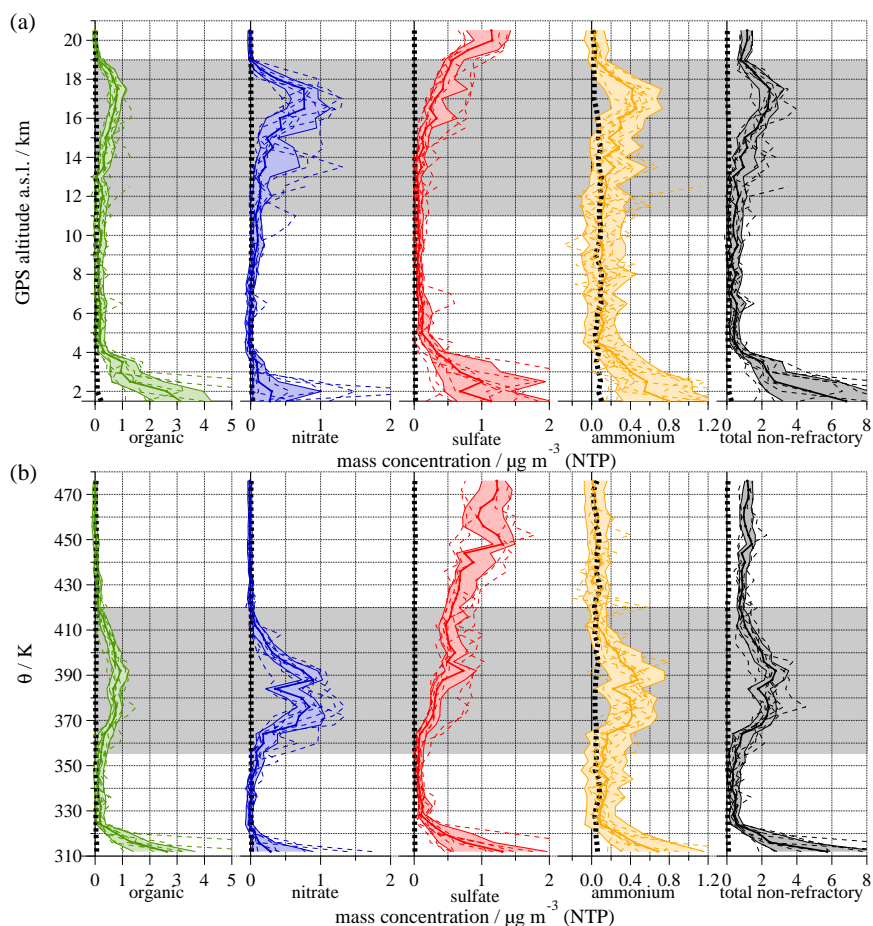 (a)
20
18
16
14
12
10
8
6
4
2
GPS altitude a.s.l. / km
0 1 2 3 4 5 0 1 2 0 1 2 0.0 0.4 0.8 1.2 0 2 4 6 8
organic nitrate sulfate ammonium total non-refractory
mass concentration / μg m⁻³ (NTP)
(b)
470
450
430
410
390
370
350
330
310
θ / K
0 1 2 3 4 5 0 1 2 0 1 2 0.0 0.4 0.8 1.2 0 2 4 6 8
organic nitrate sulfate ammonium total non-refractory
mass concentration / μg m⁻³ (NTP)